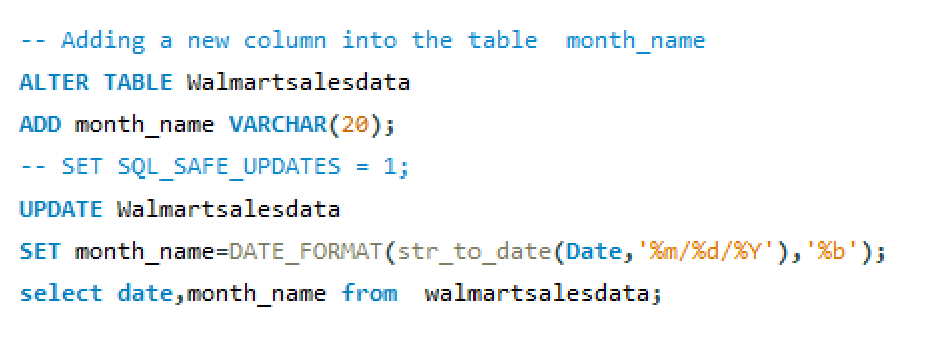 -- Adding a new column into the table  month_name
ALTER TABLE Walmartsalesdata
ADD month_name VARCHAR(20);
-- SET SQL_SAFE_UPDATES = 1;
UPDATE Walmartsalesdata
SET month_name=DATE_FORMAT(str_to_date(Date,'%m/%d/%Y'),'%b');
select date,month_name from  walmartsalesdata;